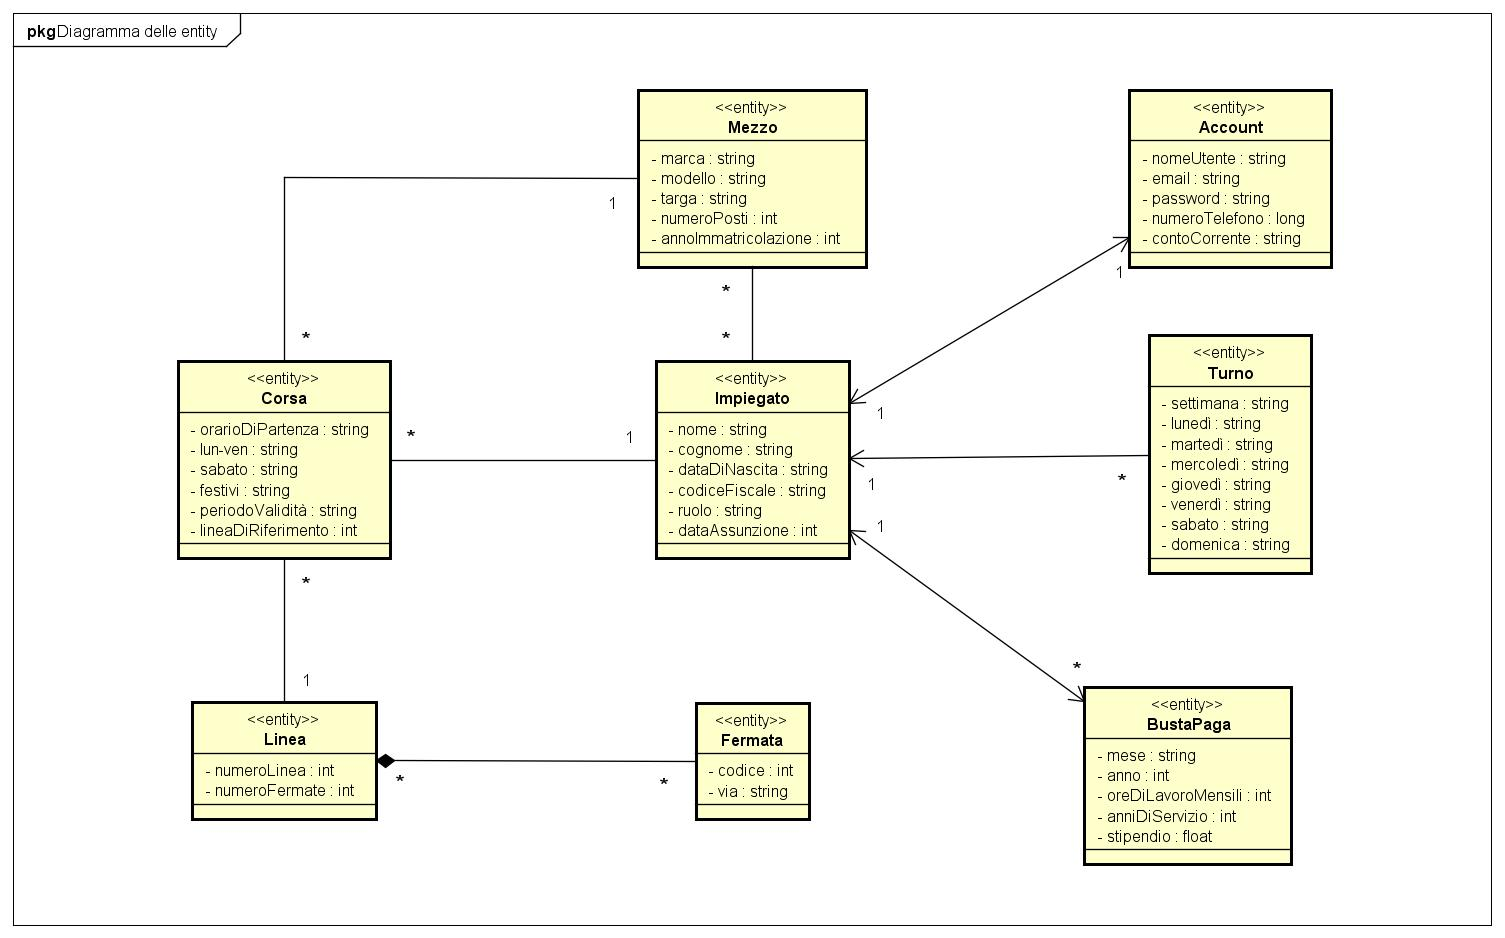 pkg Diagramma delle entity
<<entity>>
Mezzo
- marca : string
- modello : string
- targa : string
- numeroPosti : int
- annoImmatricolazione : int
<<entity>>
Account
- nomeUtente : string
- email : string
- password : string
- numeroTelefono : long
- contoCorrente : string
1
*
*
*
1
<<entity>>
Corsa
- orarioDiPartenza : string
- lun-ven : string
- sabato : string
- festivi : string
- periodoValidità : string
- lineaDiRiferimento : int
*
1
<<entity>>
Impiegato
- nome : string
- cognome : string
- dataDiNascita : string
- codiceFiscale : string
- ruolo : string
- dataAssunzione : int
1
1
*
1
<<entity>>
Turno
- settimana : string
- lunedì : string
- martedì : string
- mercoledì : string
- giovedì : string
- venerdì : string
- sabato : string
- domenica : string
*
1
*
<<entity>>
Linea
- numeroLinea : int
- numeroFermate : int
*
*
<<entity>>
Fermata
- codice : int
- via : string
<<entity>>
BustaPaga
- mese : string
- anno : int
- oreDiLavoroMensili : int
- anniDiServizio : int
- stipendio : float